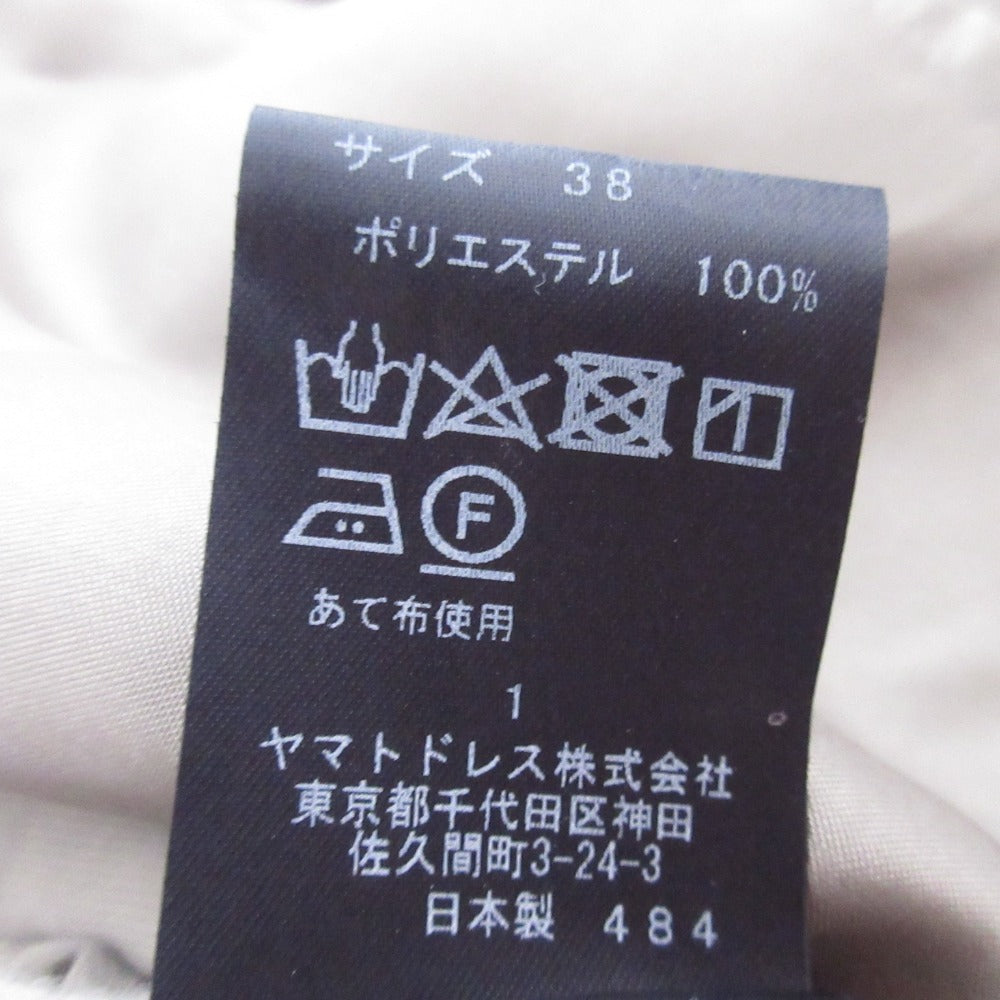 サイズ 38
ポリエステル 100%
F
あて布使用
1
ヤマトドレス株式会社
東京都千代田区神田
佐久間町3-24-3
日本製 484